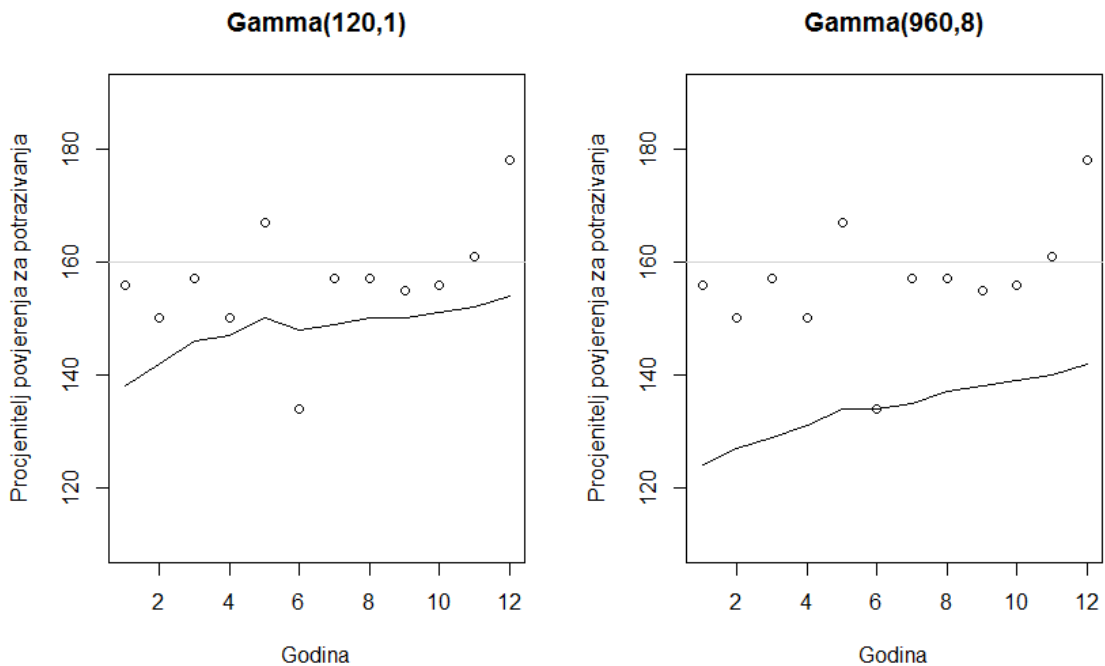 Gamma(120,1)
Procjenitelj povjerenja za potrazivanja
180
160
140
120
2 4 6 8 10 12
Godina
Gamma(960,8)
Procjenitelj povjerenja za potrazivanja
180
160
140
120
2 4 6 8 10 12
Godina